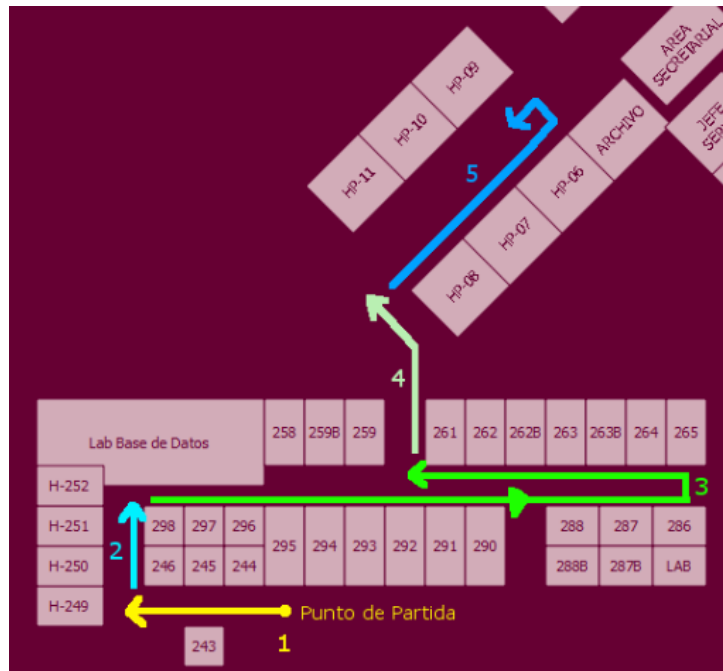 AREA
SECRETARIAL
HP-09
HP-10
HP-11
ARCHIVO
HP-06
HP-07
HP-08
JEFE
5
4
Lab Base de Datos
258
259B
259
261
262
262B
263
263B
264
265
H-252
H-251
H-250
H-249
3
2
298
297
296
246
245
244
295
294
293
292
291
290
288
287
286
288B
287B
LAB
Punto de Partida
1
243